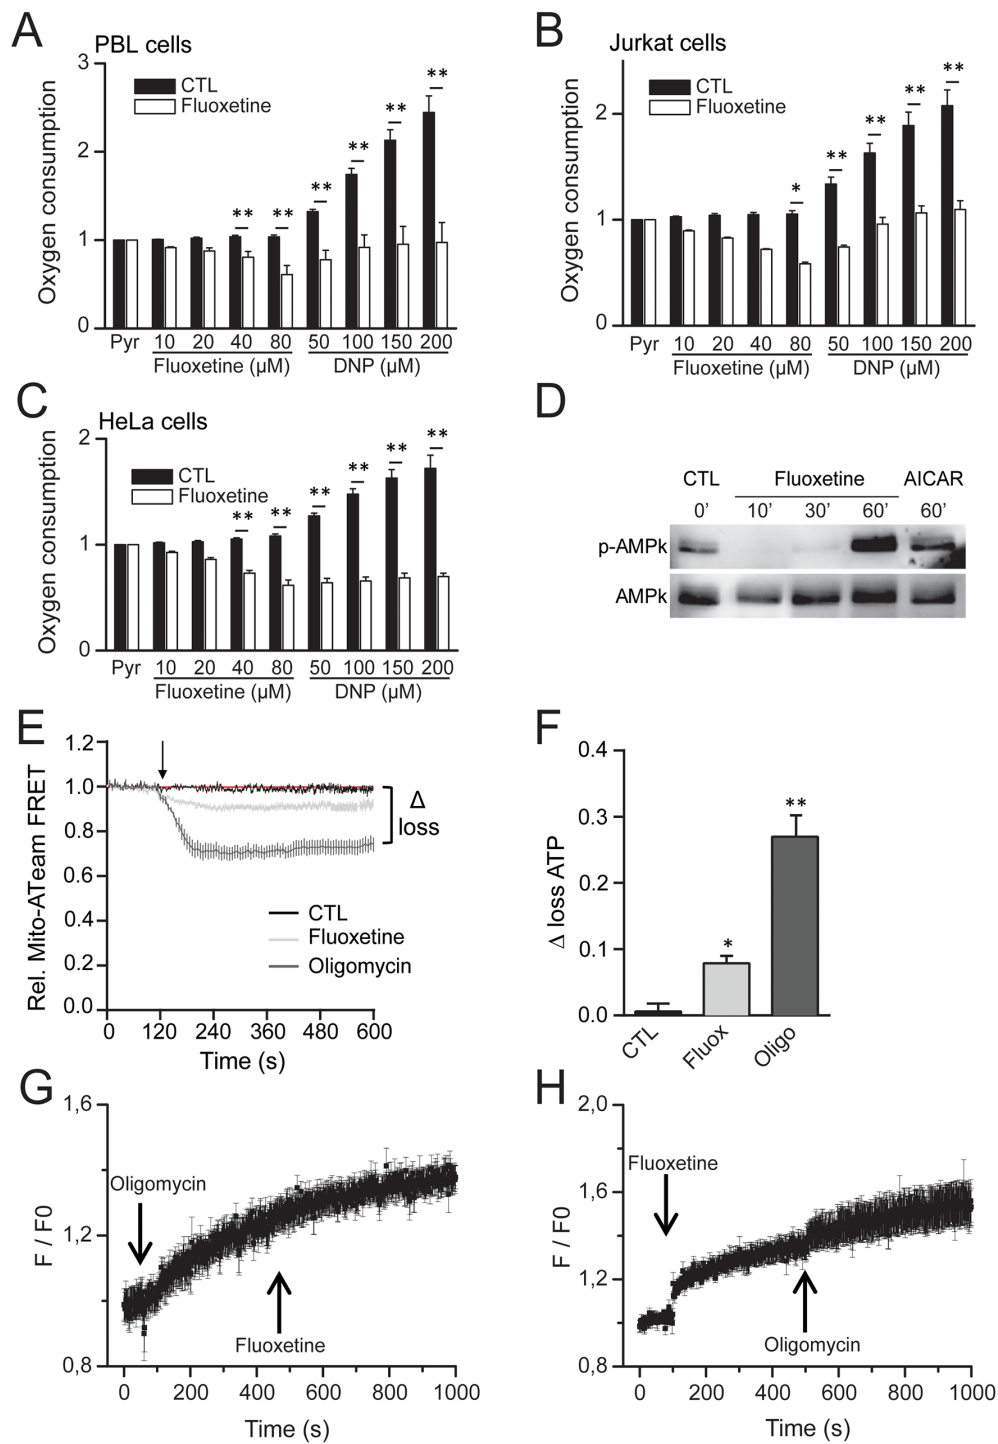 A
PBL cells
Oxygen consumption
3
2
1
0
CTL
Fluoxetine
** ** ** ** ** **
Pyr 10 20 40 80 50 100 150 200
Fluoxetine (µM) DNP (µM)
B
Jurkat cells
Oxygen consumption
2
1
0
CTL
Fluoxetine
* ** ** ** **
Pyr 10 20 40 80 50 100 150 200
Fluoxetine (µM) DNP (µM)
C
HeLa cells
Oxygen consumption
2
1
0
CTL
Fluoxetine
** ** ** ** ** **
Pyr 10 20 40 80 50 100 150 200
Fluoxetine (µM) DNP (µM)
D
CTL Fluoxetine AICAR
0’ 10’ 30’ 60’ 60’
p-AMPk
AMPk
E
Rel. Mito-ATeam FRET
1.2
1.0
0.8
0.6
0.4
0.2
0.0
Δ
loss
CTL
Fluoxetine
Oligomycin
0 120 240 360 480 600
Time (s)
F
Δ loss ATP
0.4
0.3
0.2
0.1
0.0
* **
CTL Fluox Oligo
G
F / F0
1,6
1,2
0,8
Oligomycin
Fluoxetine
0 200 400 600 800 1000
Time (s)
H
F / F0
2,0
1,6
1,2
0,8
Fluoxetine
Oligomycin
0 200 400 600 800 1000
Time (s)